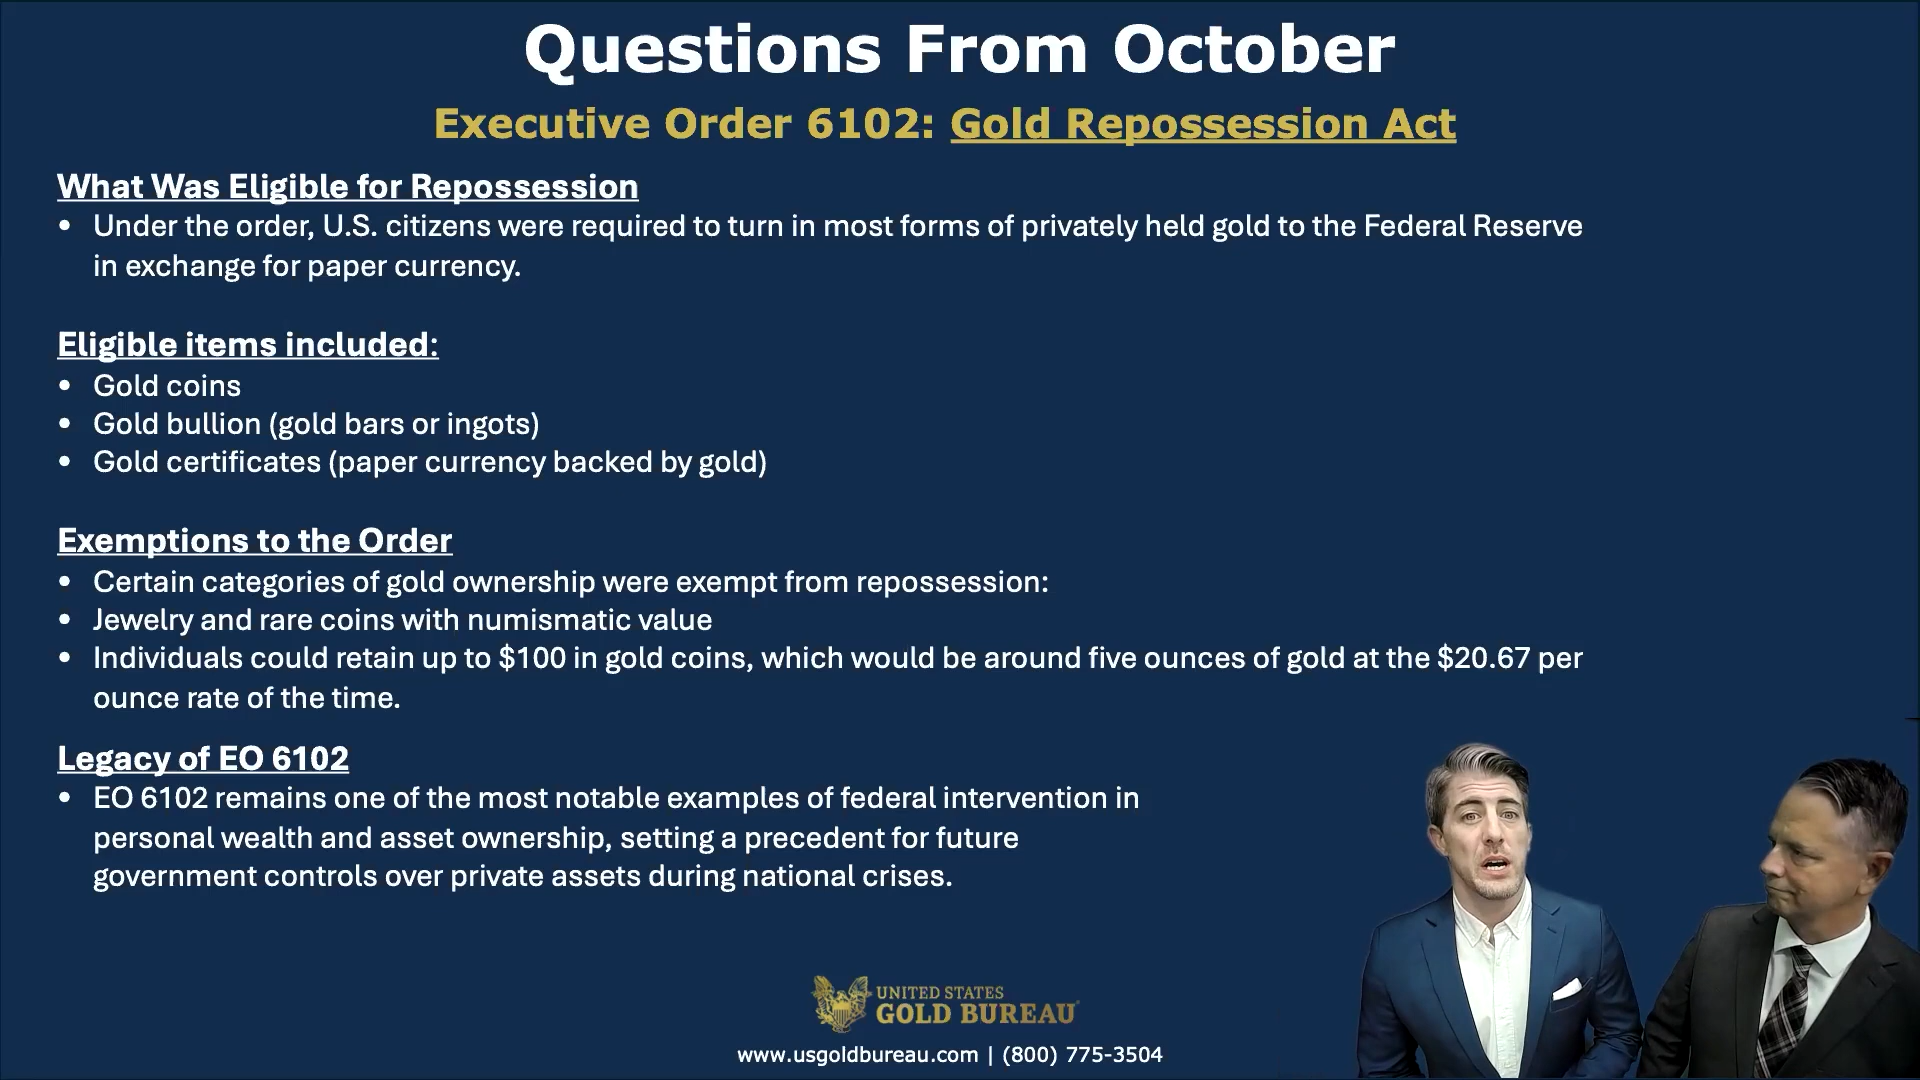 Questions From October
Executive Order 6102: Gold Repossession Act
What Was Eligible for Repossession
• Under the order, U.S. citizens were required to turn in most forms of privately held gold to the Federal Reserve
in exchange for paper currency.
Eligible items included:
• Gold coins
• Gold bullion (gold bars or ingots)
• Gold certificates (paper currency backed by gold)
Exemptions to the Order
• Certain categories of gold ownership were exempt from repossession:
• Jewelry and rare coins with numismatic value
• Individuals could retain up to $100 in gold coins, which would be around five ounces of gold at the $20.67 per
ounce rate of the time.
Legacy of EO 6102
• EO 6102 remains one of the most notable examples of federal intervention in
personal wealth and asset ownership, setting a precedent for future
government controls over private assets during national crises.
UNITED STATES
GOLD BUREAU
www.usgoldbureau.com | (800) 775-3504